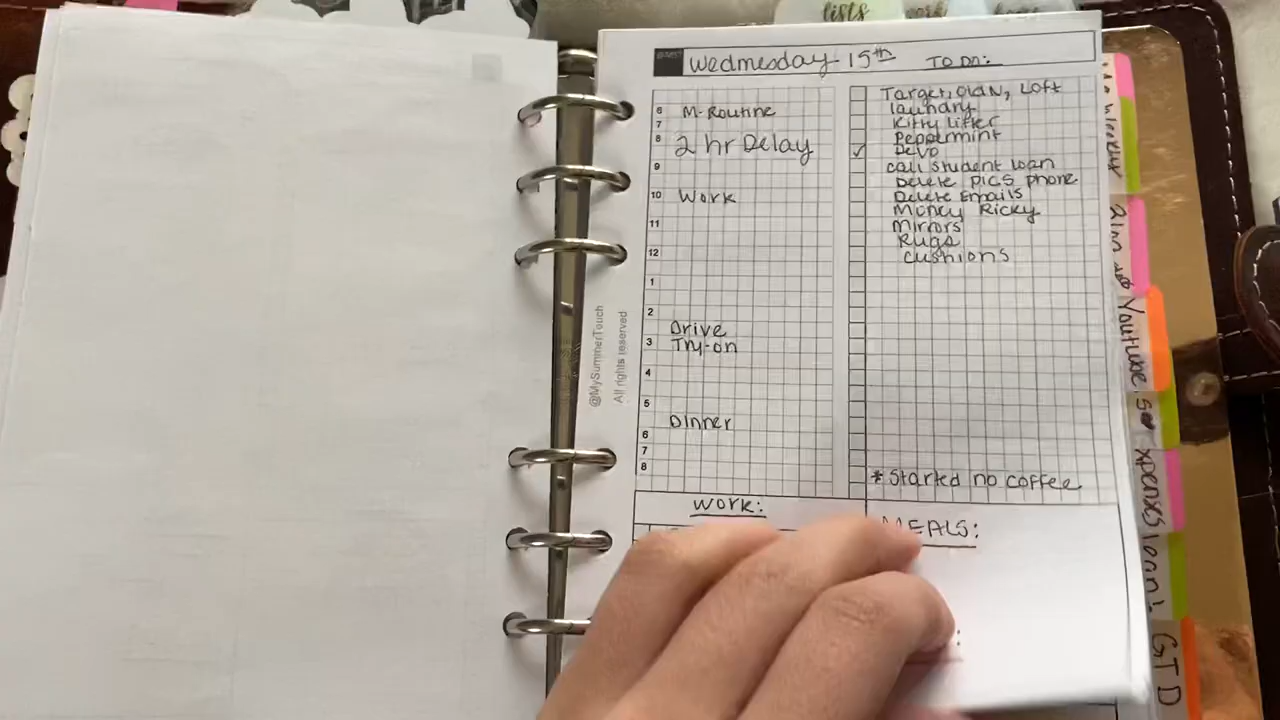 lists
work
home
Wednesday 15th TO DO:
6 M-Routine
7
8 2 hr Delay
9
10 Work
11
12
1
2
Drive
3 Try-on
4
5
Dinner
6
7
8
Target, Old N, Loft
laundry
Kitty litter
Peppermint
Devo
call student loan
Delete pics phone
Delete Emails
Money Ricky
Mirrors
Rugs
cushions
*Started no coffee
work:
MEALS:
@MySummerTouch
All rights reserved
Youtube
xpenses
GTD